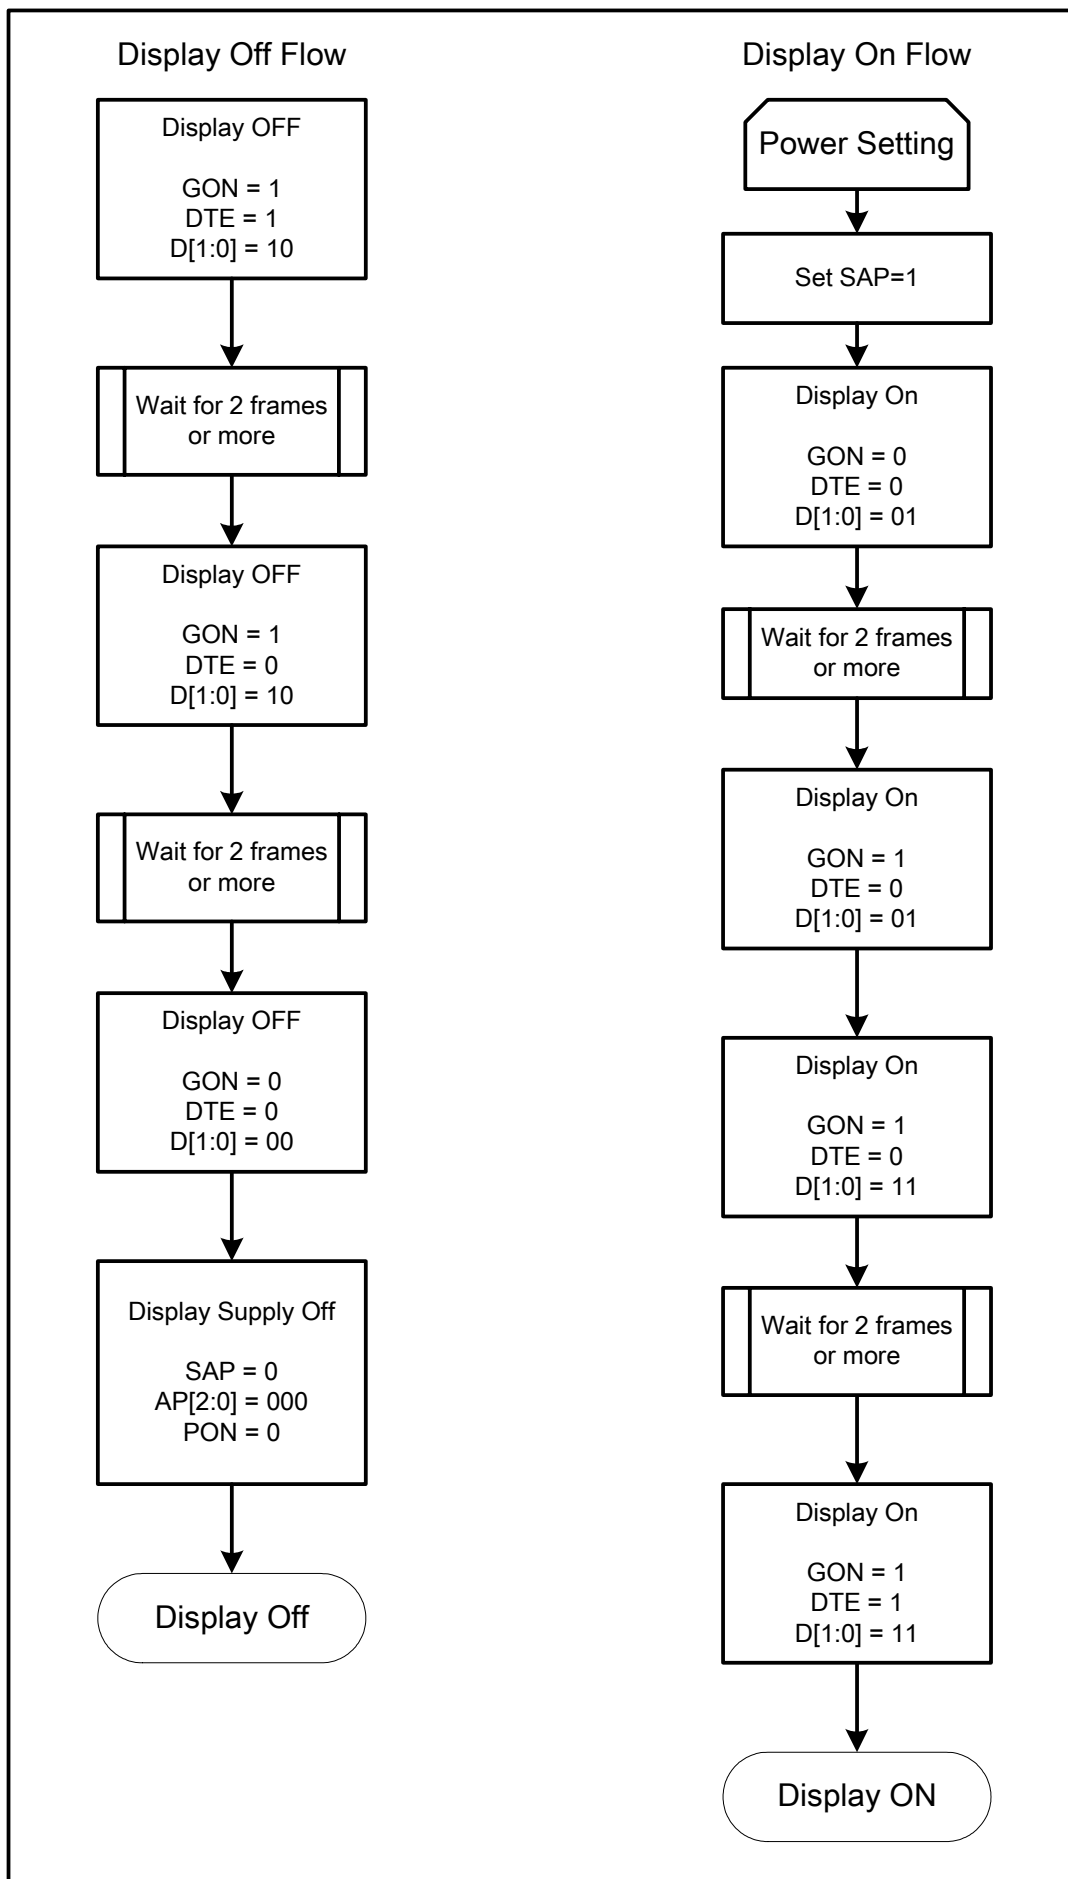 Display Off Flow
Display OFF
GON = 1
DTE = 1
D[1:0] = 10
Wait for 2 frames
or more
Display OFF
GON = 1
DTE = 0
D[1:0] = 10
Wait for 2 frames
or more
Display OFF
GON = 0
DTE = 0
D[1:0] = 00
Display Supply Off
SAP = 0
AP[2:0] = 000
PON = 0
Display Off
Display On Flow
Power Setting
Set SAP=1
Display On
GON = 0
DTE = 0
D[1:0] = 01
Wait for 2 frames
or more
Display On
GON = 1
DTE = 0
D[1:0] = 01
Display On
GON = 1
DTE = 0
D[1:0] = 11
Wait for 2 frames
or more
Display On
GON = 1
DTE = 1
D[1:0] = 11
Display ON